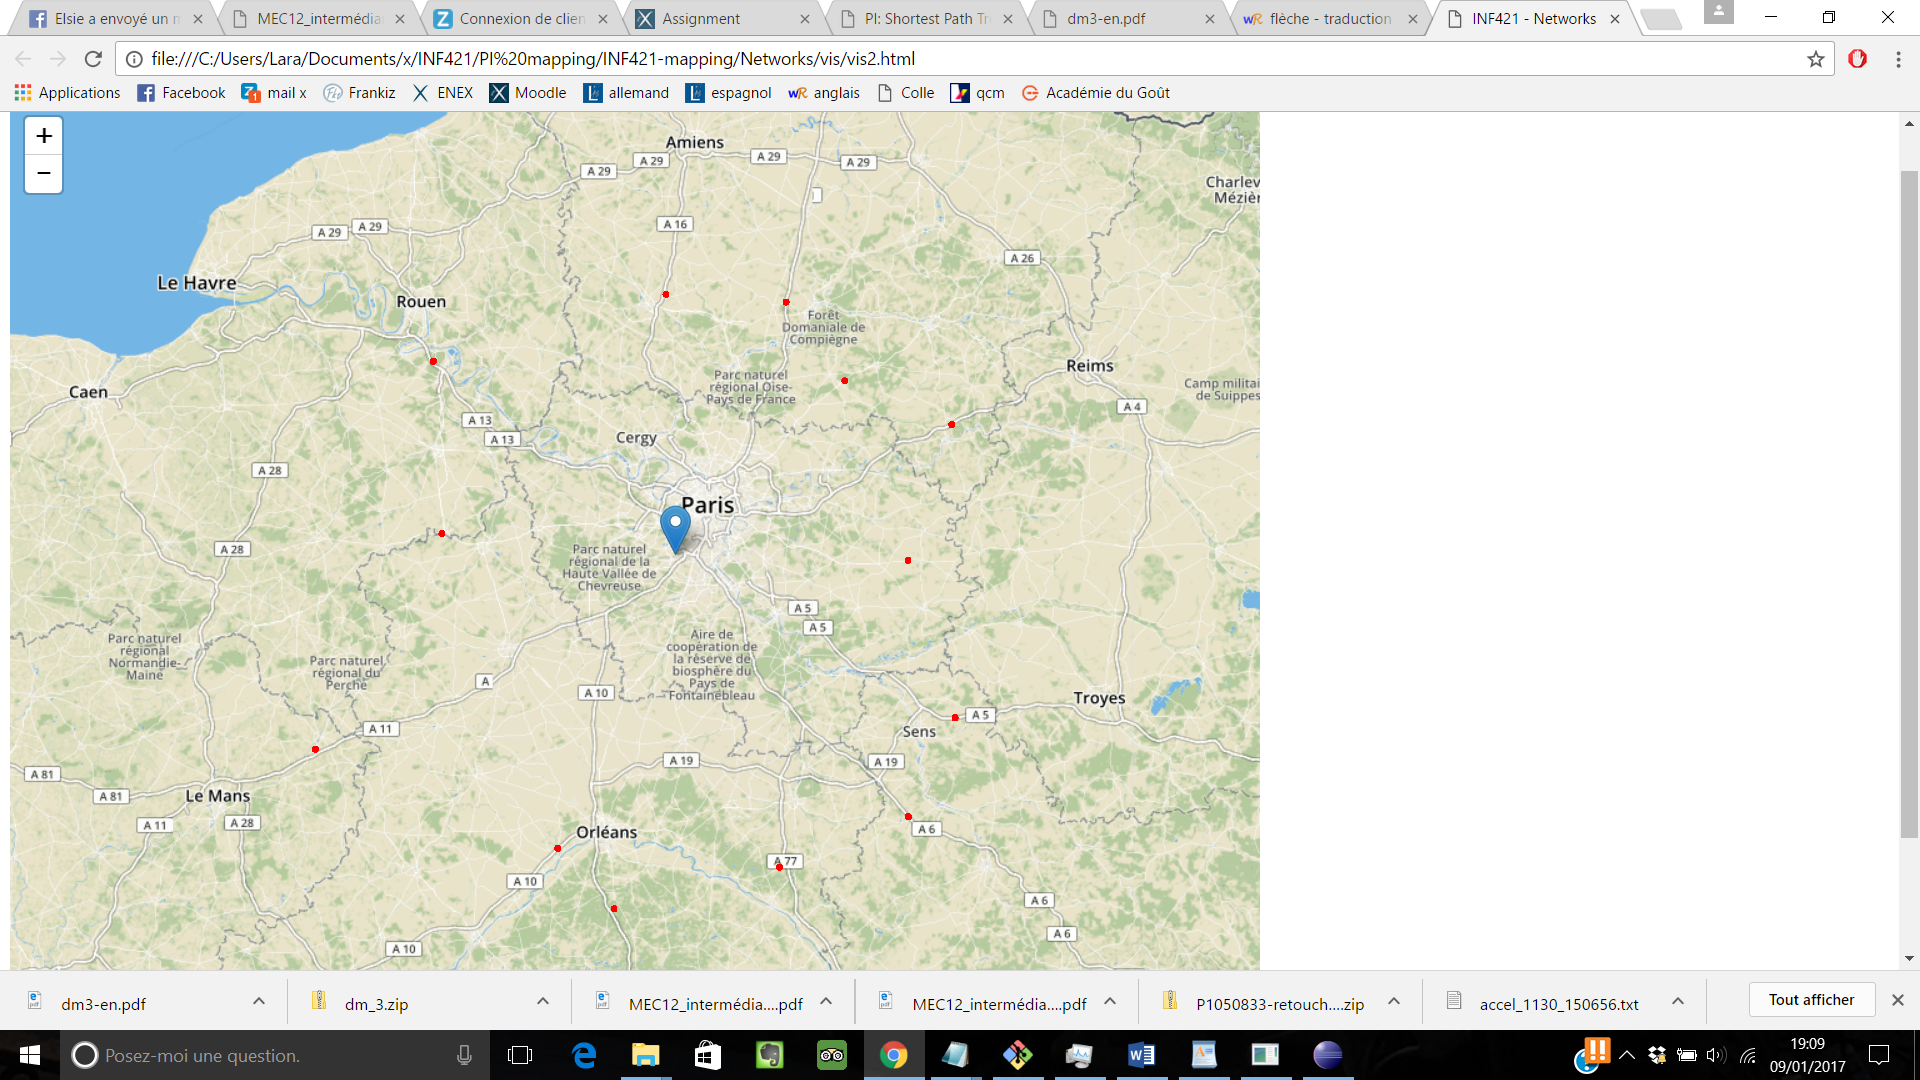 Elsie a envoyé un m
MEC12_intermédia
Connexion de clien
Assignment
PI: Shortest Path Tr
dm3-en.pdf
flèche - traduction
INF421 - Networks
file:///C:/Users/Lara/Documents/x/INF421/PI%20mapping/INF421-mapping/Networks/vis/vis2.html
Applications
Facebook
mail x
Frankiz
ENEX
Moodle
allemand
espagnol
anglais
Colle
qcm
Académie du Goût
+
−
Amiens
A 29
A 29
A 29
A 29
Charlev
Mézièr
A 16
A 29
A 29
A 26
Le Havre
Rouen
Forêt
Domaniale de
Compiègne
Reims
Parc naturel
régional Oise-
Pays de France
Camp militai
de Suippes
Caen
A 4
A 13
A 13
Cergy
A 28
Paris
A 28
Parc naturel
régional de la
Haute Vallée de
Chevreuse
A 5
A 5
Parc naturel
régional
Normandie-
Maine
Aire de
coopération de
la réserve de
biosphère du
Pays de
Fontainebleau
Parc naturel
régional du
Perche
A
A 10
Troyes
A 5
A 11
Sens
A 19
A 19
A 81
A 81
Le Mans
A 28
A 11
Orléans
A 6
A 77
A 10
A 6
A 6
A 10
dm3-en.pdf
dm_3.zip
MEC12_intermédia....pdf
MEC12_intermédia....pdf
P1050833-retouch....zip
accel_1130_150656.txt
Tout afficher
Posez-moi une question.
19:09
09/01/2017